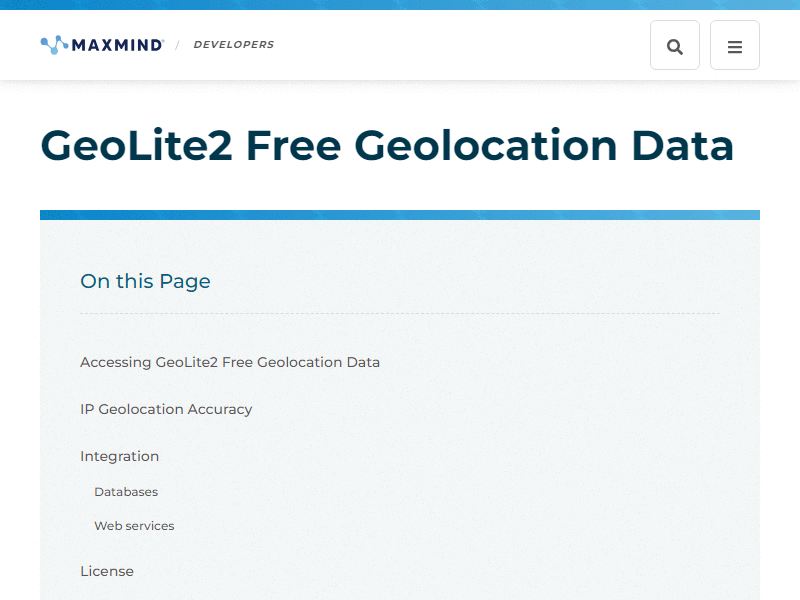 MAXMIND / DEVELOPERS
GeoLite2 Free Geolocation Data
On this Page
Accessing GeoLite2 Free Geolocation Data
IP Geolocation Accuracy
Integration
Databases
Web services
License